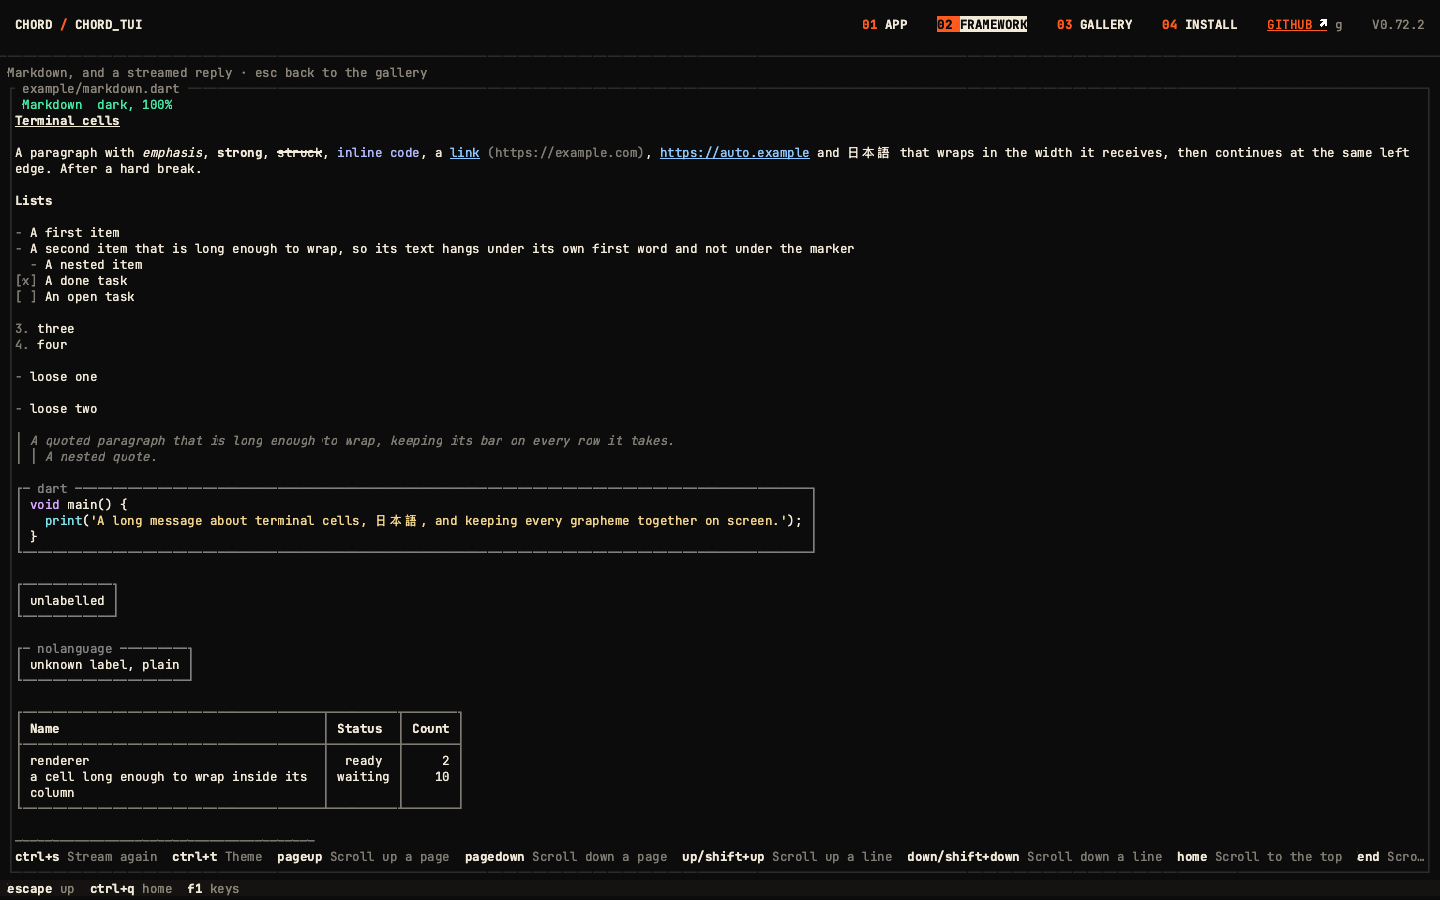 CHORD / CHORD_TUI 01 APP 02 FRAMEWORK 03 GALLERY 04 INSTALL GITHUB ↗ g V0.72.2
Markdown, and a streamed reply · esc back to the gallery
example/markdown.dart
Markdown dark, 100%
Terminal cells
A paragraph with emphasis, strong, struck, inline code, a link (https://example.com), https://auto.example and 日本語 that wraps in the width it receives, then continues at the same left
edge. After a hard break.
Lists
- A first item
- A second item that is long enough to wrap, so its text hangs under its own first word and not under the marker
- A nested item
[x] A done task
[ ] An open task
3. three
4. four
- loose one
- loose two
A quoted paragraph that is long enough to wrap, keeping its bar on every row it takes.
A nested quote.
dart
void main() {
print('A long message about terminal cells, 日本語, and keeping every grapheme together on screen.');
}
unlabelled
nolanguage
unknown label, plain
Name Status Count
renderer ready 2
a cell long enough to wrap inside its waiting 10
column
ctrl+s Stream again ctrl+t Theme pageup Scroll up a page pagedown Scroll down a page up/shift+up Scroll up a line down/shift+down Scroll down a line home Scroll to the top end Scro…
escape up ctrl+q home f1 keys